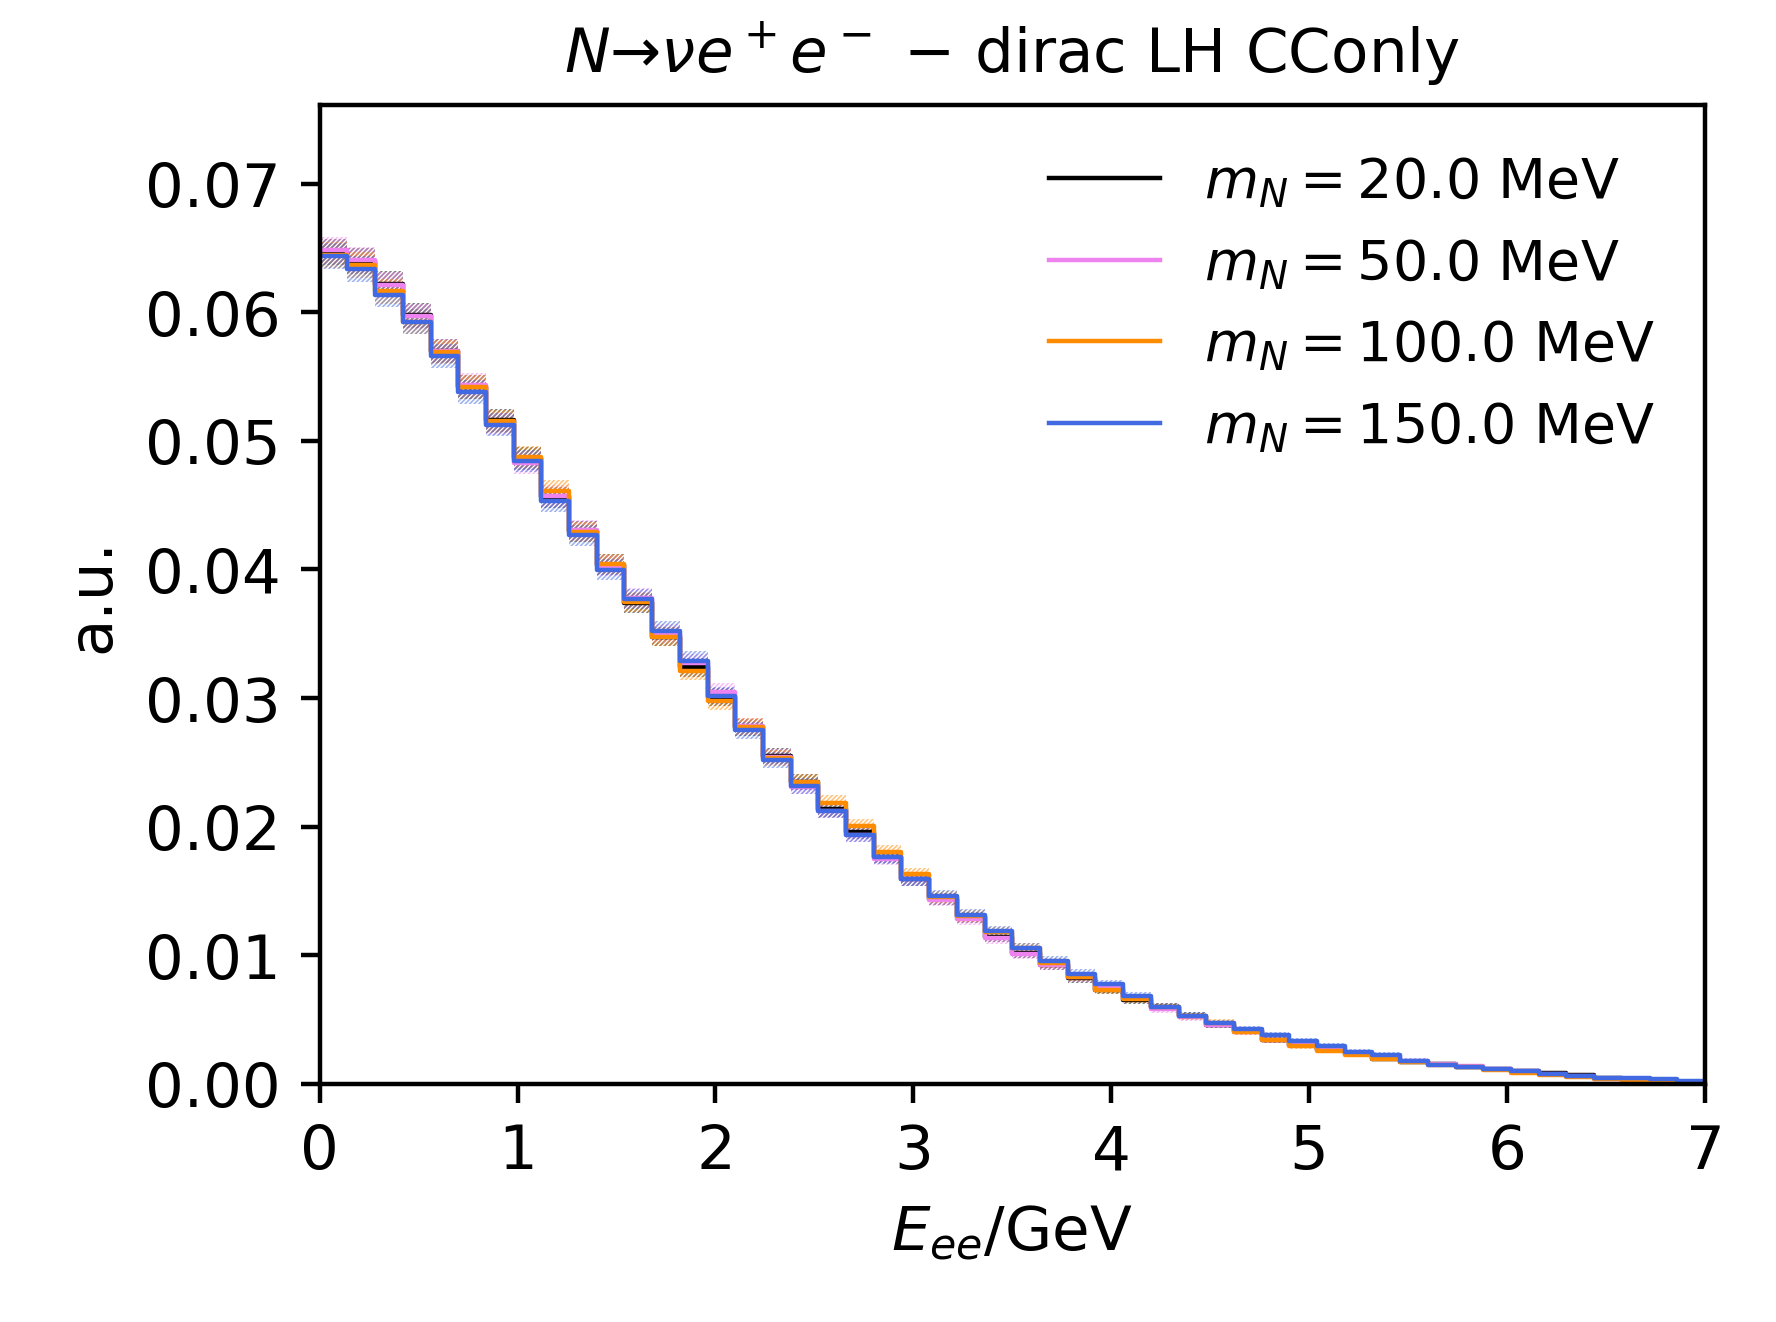 N→νe⁺e⁻ − dirac LH CConly
m_N = 20.0 MeV
m_N = 50.0 MeV
m_N = 100.0 MeV
m_N = 150.0 MeV
a.u.
0.07
0.06
0.05
0.04
0.03
0.02
0.01
0.00
0 1 2 3 4 5 6 7
E_ee/GeV